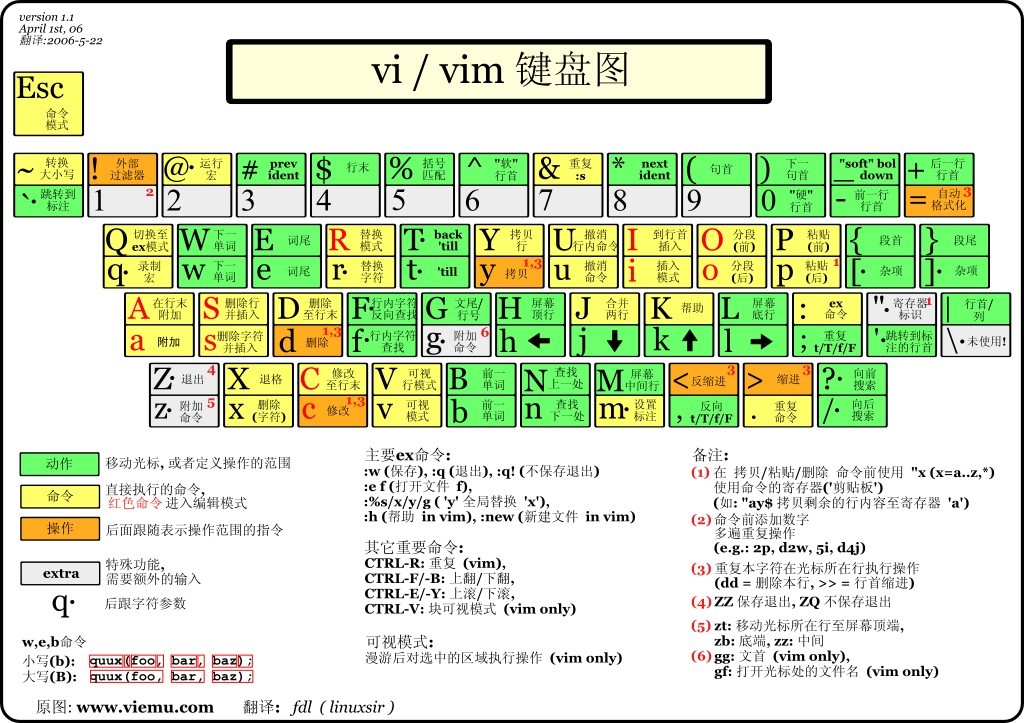 version 1.1
April 1st, 06
翻译:2006-5-22
vi / vim 键盘图
Esc
命令
模式
~ 转换
大小写
! 外部
过滤器
@· 运行
宏
# prev
ident
$ 行末
% 括号
匹配
^ "软"
行首
& 重复
:s
* next
ident
( 句首
) 下一
句首
_ "soft" bol
down
+ 后一行
行首
`· 跳转到
标注
1 2
2
3
4
5
6
7
8
9
0 "硬"
行首
- 前一行
行首
= 自动 3
格式化
Q 切换至
ex模式
W 下一
单词
E 词尾
R 替换
模式
T· back
'till
Y 拷贝
行
U 撤消
行内命令
I 到行首
插入
O 分段
(前)
P 粘贴
(前)
{ 段首
} 段尾
q· 录制
宏
w 下一
单词
e 词尾
r· 替换
字符
t· 'till
y 拷贝 1,3
u 撤消
命令
i 插入
模式
o 分段
(后)
p 粘贴 1
(后)
[· 杂项
]· 杂项
A 在行末
附加
S 删除行
并插入
D 删除
至行末
F· 行内字符
反向查找
G 文尾/
行号
H 屏幕
顶行
J 合并
两行
K 帮助
L 屏幕
底行
: ex
命令
"· 寄存器 1
标识
| 行首/
列
a 附加
s 删除字符
并插入
d 删除 1,3
f· 行内字符
查找
g· 附加 6
命令
h ←
j ↓
k ↑
l →
; 重复
t/T/f/F
'· 跳转到标
注的行首
\· 未使用!
Z· 退出 4
X 退格
C 修改
至行末
V 可视
行模式
B 前一
单词
N 查找
上一处
M 屏幕
中间行
< 反缩进 3
> 缩进 3
?· 向前
搜索
z· 附加 5
命令
x 删除
(字符)
c 修改 1,3
v 可视
模式
b 前一
单词
n 查找
下一处
m· 设置
标注
, 反向
t/T/f/F
. 重复
命令
/· 向后
搜索
动作 移动光标, 或者定义操作的范围
命令 直接执行的命令,
红色命令 进入编辑模式
操作 后面跟随表示操作范围的指令
extra 特殊功能,
需要额外的输入
q· 后跟字符参数
w,e,b命令
小写(b): quux(foo, bar, baz);
大写(B): quux(foo, bar, baz);
原图: www.viemu.com 翻译: fdl ( linuxsir )
主要ex命令:
:w (保存), :q (退出), :q! (不保存退出)
:e f (打开文件 f),
:%s/x/y/g ( 'y' 全局替换 'x'),
:h (帮助 in vim), :new (新建文件 in vim)
其它重要命令:
CTRL-R: 重复 (vim),
CTRL-F/-B: 上翻/下翻,
CTRL-E/-Y: 上滚/下滚,
CTRL-V: 块可视模式 (vim only)
可视模式:
漫游后对选中的区域执行操作 (vim only)
备注:
(1) 在 拷贝/粘贴/删除 命令前使用 "x (x=a..z,*)
使用命令的寄存器('剪贴板')
(如: "ay$ 拷贝剩余的行内容至寄存器 'a')
(2) 命令前添加数字
多遍重复操作
(e.g.: 2p, d2w, 5i, d4j)
(3) 重复本字符在光标所在行执行操作
(dd = 删除本行, >> = 行首缩进)
(4) ZZ 保存退出, ZQ 不保存退出
(5) zt: 移动光标所在行至屏幕顶端,
zb: 底端, zz: 中间
(6) gg: 文首 (vim only),
gf: 打开光标处的文件名 (vim only)